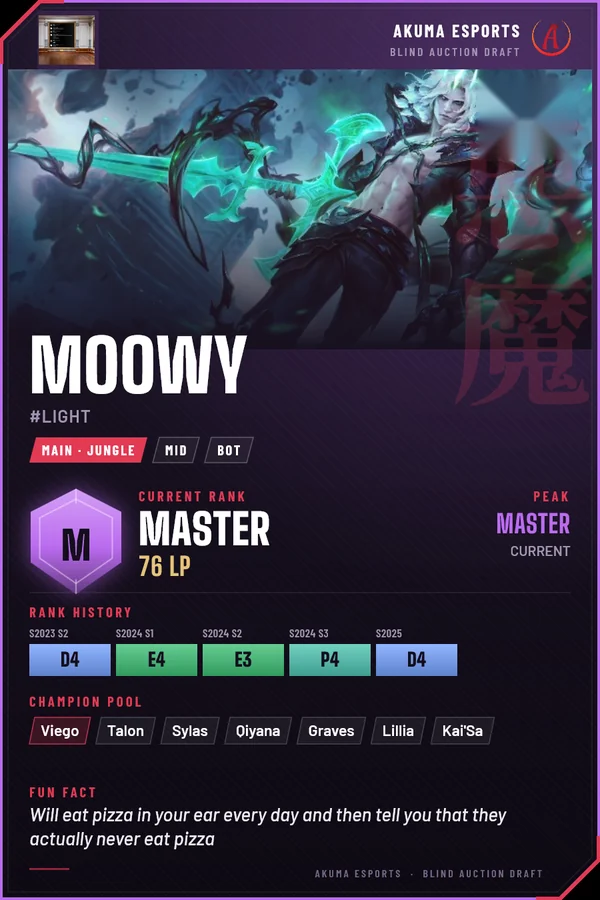 AKUMA ESPORTS
BLIND AUCTION DRAFT
魔
MOOWY
#LIGHT
MAIN · JUNGLE MID BOT
CURRENT RANK
MASTER
76 LP
PEAK
MASTER
CURRENT
M
RANK HISTORY
S2023 S2 S2024 S1 S2024 S2 S2024 S3 S2025
D4 E4 E3 P4 D4
CHAMPION POOL
Viego Talon Sylas Qiyana Graves Lillia Kai'Sa
FUN FACT
Will eat pizza in your ear every day and then tell you that they
actually never eat pizza
AKUMA ESPORTS · BLIND AUCTION DRAFT